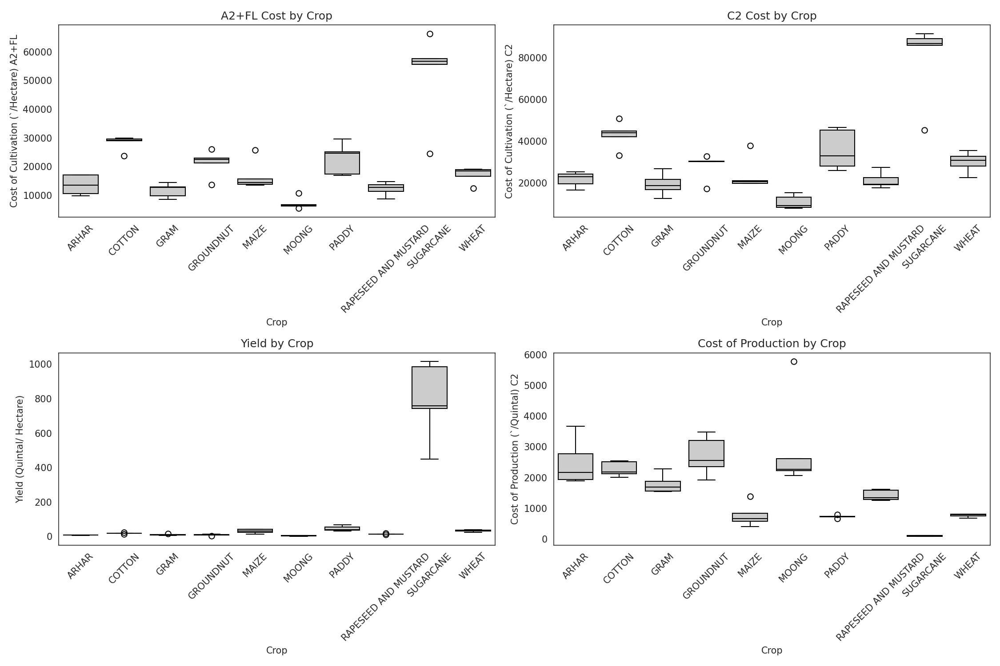 A2+FL Cost by Crop
Cost of Cultivation (`/Hectare) A2+FL
60000
50000
40000
30000
20000
10000
ARHAR
COTTON
GRAM
GROUNDNUT
MAIZE
MOONG
PADDY
RAPESEED AND MUSTARD
SUGARCANE
WHEAT
Crop
C2 Cost by Crop
Cost of Cultivation (`/Hectare) C2
80000
60000
40000
20000
ARHAR
COTTON
GRAM
GROUNDNUT
MAIZE
MOONG
PADDY
RAPESEED AND MUSTARD
SUGARCANE
WHEAT
Crop
Yield by Crop
Yield (Quintal/ Hectare)
1000
800
600
400
200
0
ARHAR
COTTON
GRAM
GROUNDNUT
MAIZE
MOONG
PADDY
RAPESEED AND MUSTARD
SUGARCANE
WHEAT
Crop
Cost of Production by Crop
Cost of Production (`/Quintal) C2
6000
5000
4000
3000
2000
1000
0
ARHAR
COTTON
GRAM
GROUNDNUT
MAIZE
MOONG
PADDY
RAPESEED AND MUSTARD
SUGARCANE
WHEAT
Crop